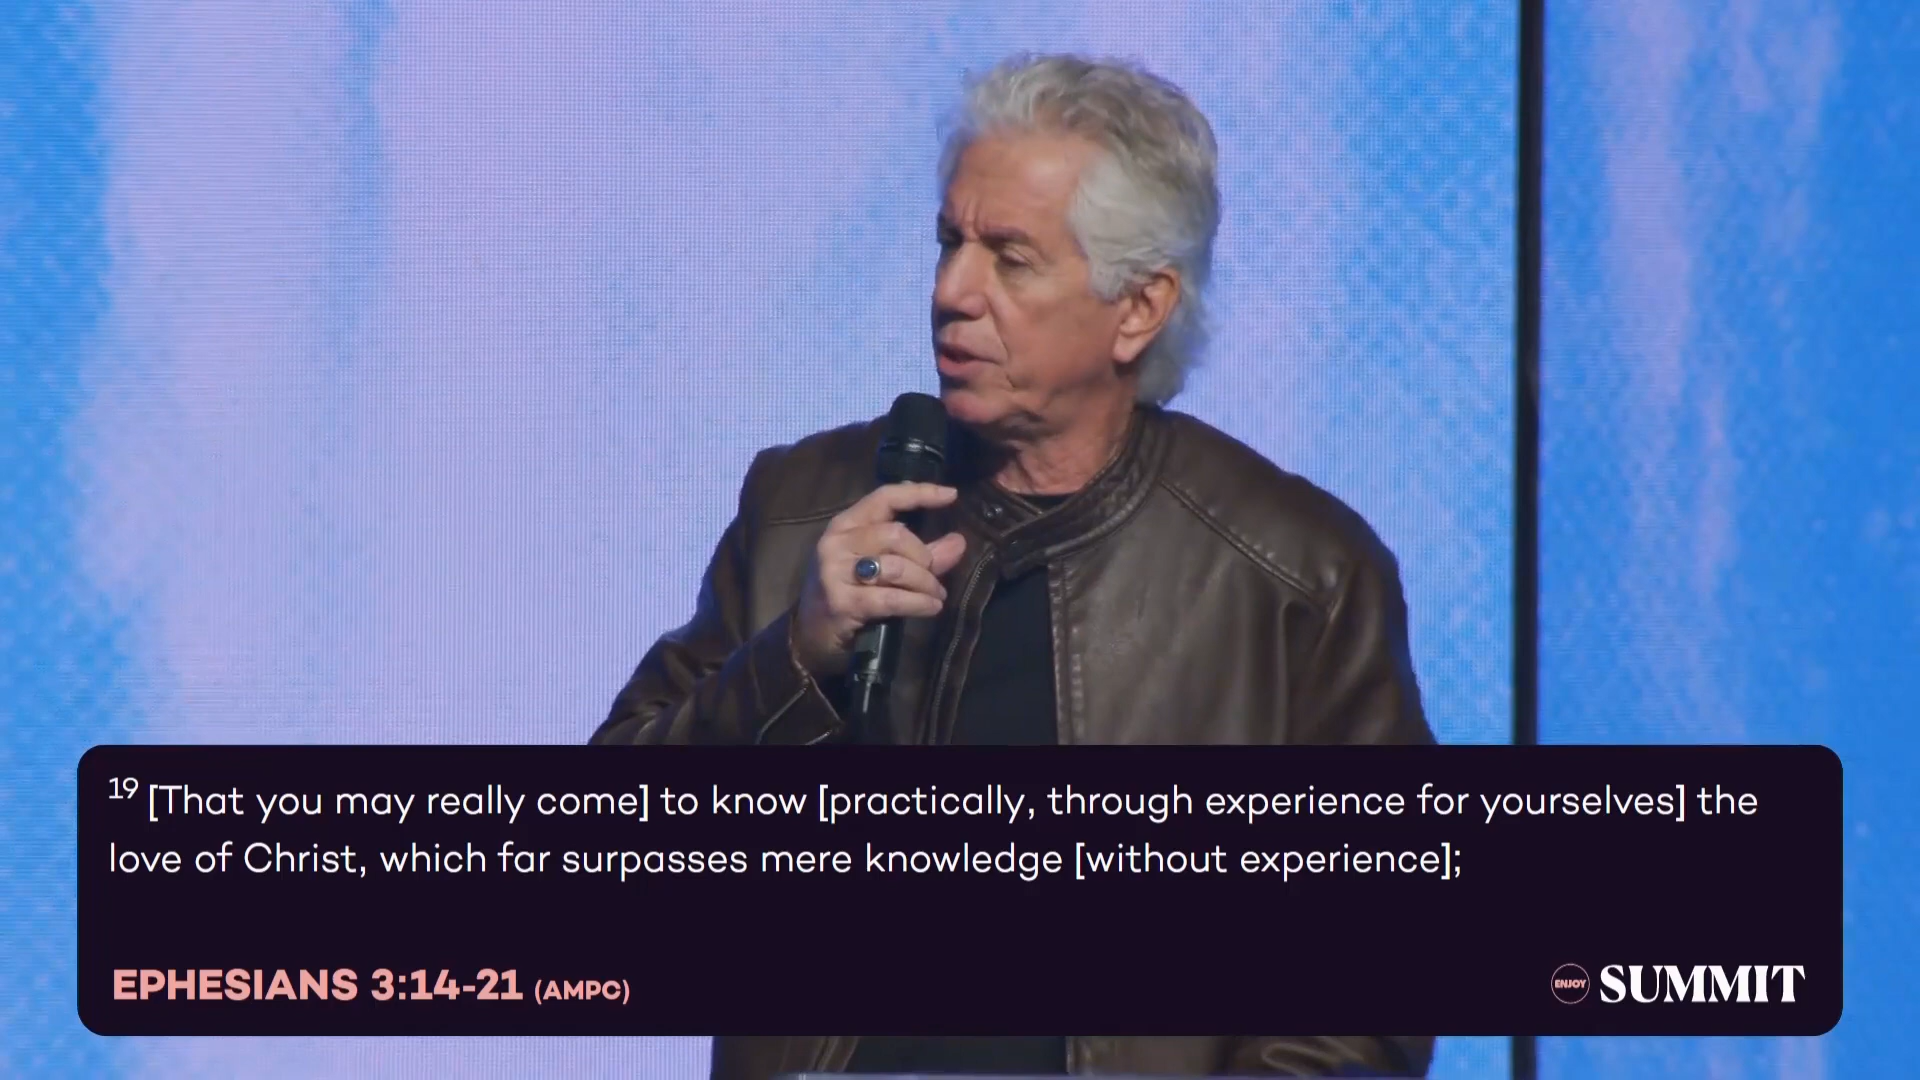 19 [That you may really come] to know [practically, through experience for yourselves] the
love of Christ, which far surpasses mere knowledge [without experience];
EPHESIANS 3:14-21 (AMPC)
ENJOY SUMMIT